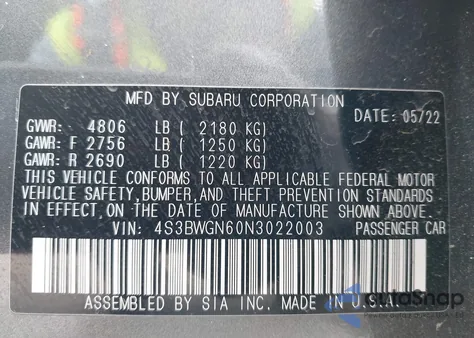 MFD BY SUBARU CORPORATION
DATE: 05/22
GVWR: - 4806 LB ( 2180 KG)
GAWR: F 2756 LB ( 1250 KG)
GAWR: R 2690 LB ( 1220 KG)
THIS VEHICLE CONFORMS TO ALL APPLICABLE FEDERAL MOTOR
VEHICLE SAFETY,BUMPER,AND THEFT PREVENTION STANDARDS
IN EFFECT ON THE DATE OF MANUFACTURE SHOWN ABOVE.
VIN: 4S3BWGN60N3022003 PASSENGER CAR
ASSEMBLED BY SIA INC. MADE IN U.S.A.
autoSnap